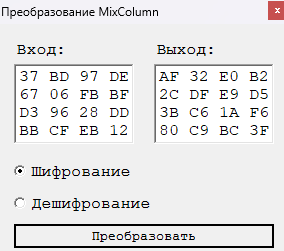 Преобразование MixColumn
x
Вход: Выход:
37 BD 97 DE AF 32 E0 B2
67 06 FB BF 2C DF E9 D5
D3 96 28 DD 3B C6 1A F6
BB CF EB 12 80 C9 BC 3F
Шифрование
Дешифрование
Преобразовать